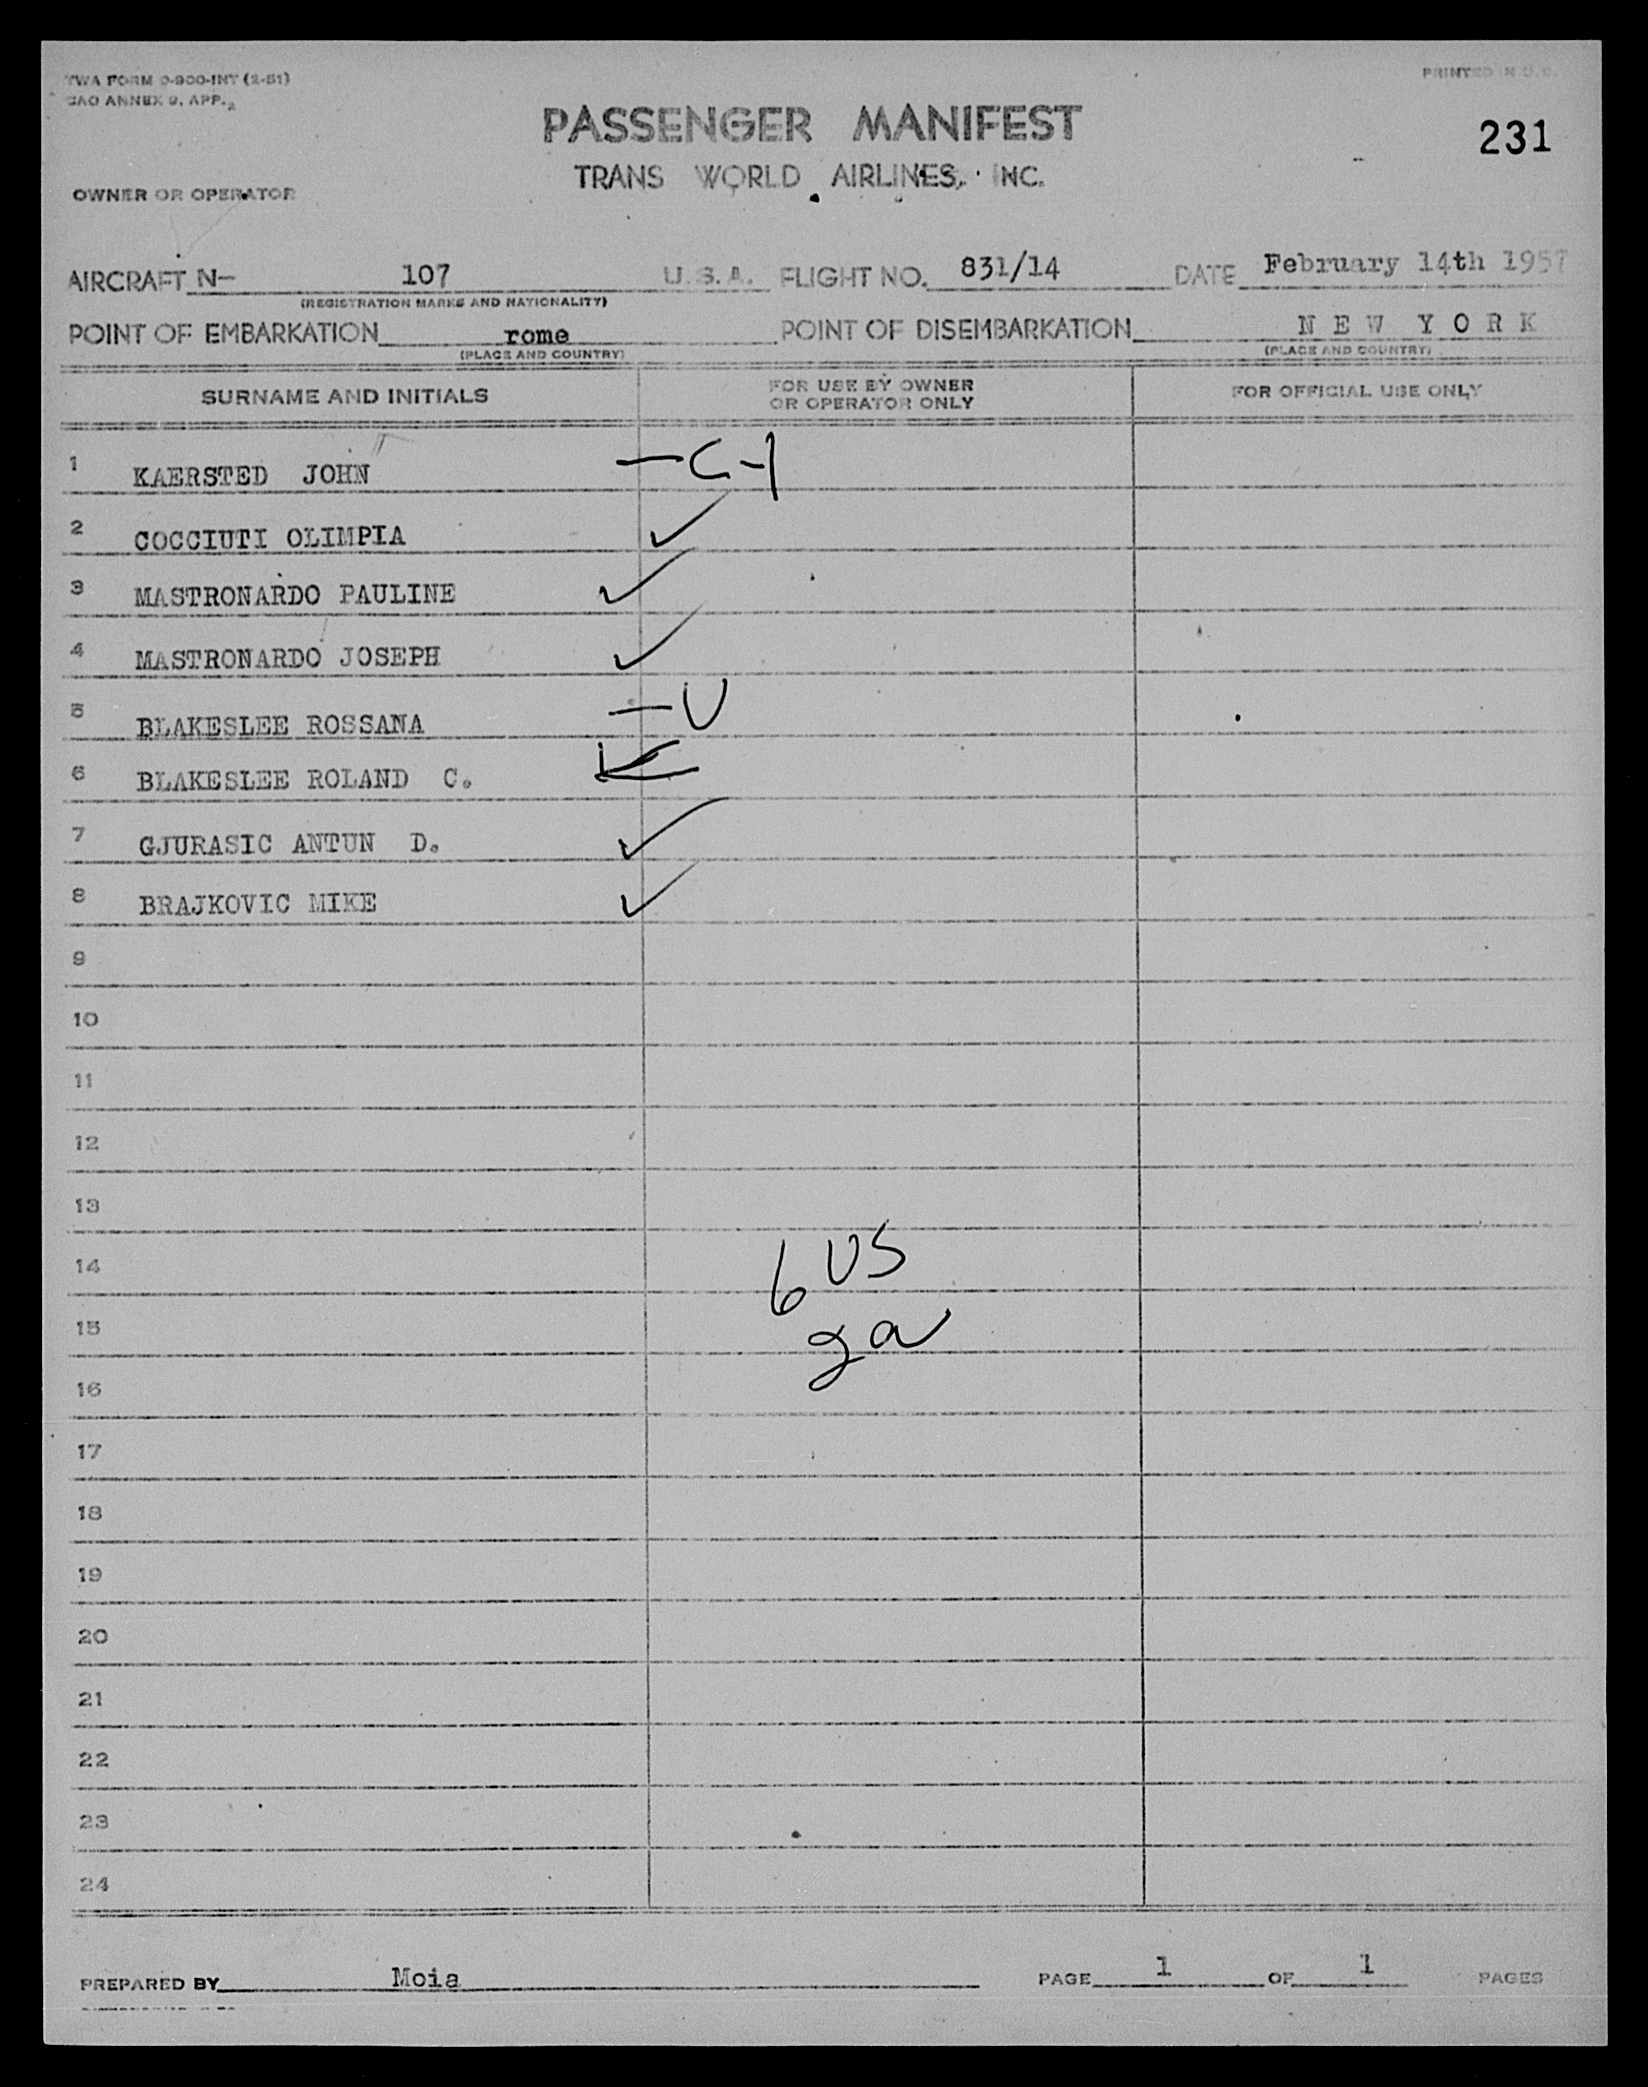 TWA FORM O-900-INT (2-51)
PRINTED IN U.S.
ICAO ANNEX 9, APP. 2
PASSENGER MANIFEST
231
TRANS WORLD AIRLINES, INC.
OWNER OR OPERATOR
AIRCRAFT N- 107 U.S.A. FLIGHT NO. 831/14 DATE February 14th 1957
(REGISTRATION MARKS AND NATIONALITY)
POINT OF EMBARKATION rome POINT OF DISEMBARKATION N E W Y O R K
(PLACE AND COUNTRY) (PLACE AND COUNTRY)
SURNAME AND INITIALS FOR USE BY OWNER OR OPERATOR ONLY FOR OFFICIAL USE ONLY
1 KAERSTED JOHN - C-1
2 COCCIUTI OLIMPIA ✓
3 MASTRONARDO PAULINE ✓
4 MASTRONARDO JOSEPH ✓
5 BLAKESLEE ROSSANA - U
6 BLAKESLEE ROLAND C.
7 GJURASIC ANTUN D. ✓
8 BRAJKOVIC MIKE ✓
9
10
11
12
13
14 6 US
15 2a
16
17
18
19
20
21
22
23
24
PREPARED BY Moia PAGE 1 OF 1 PAGES